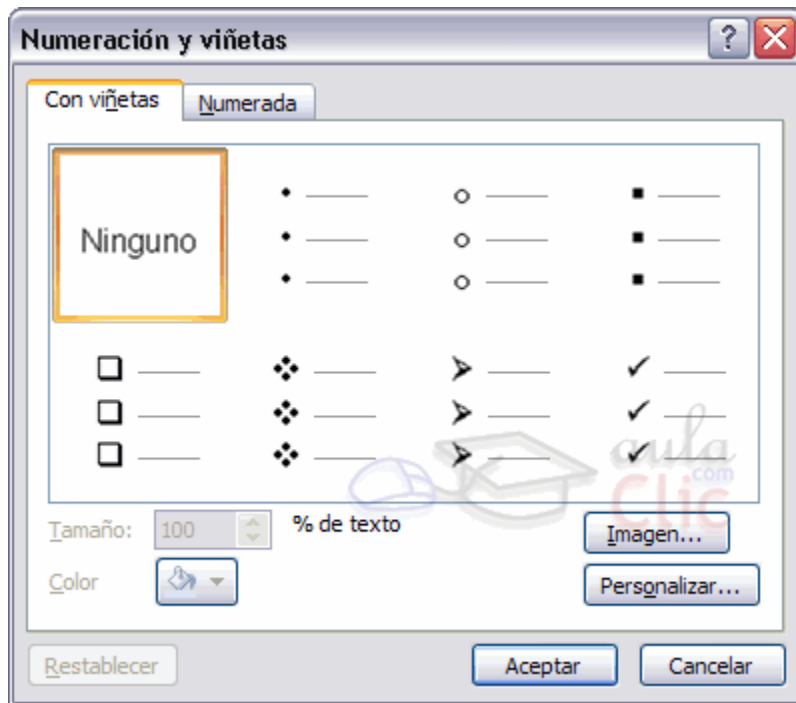 Numeración y viñetas
Con viñetas
Numerada
Ninguno
aula
.com
Clic
Tamaño: 100 % de texto
Imagen...
Color
Personalizar...
Restablecer Aceptar Cancelar